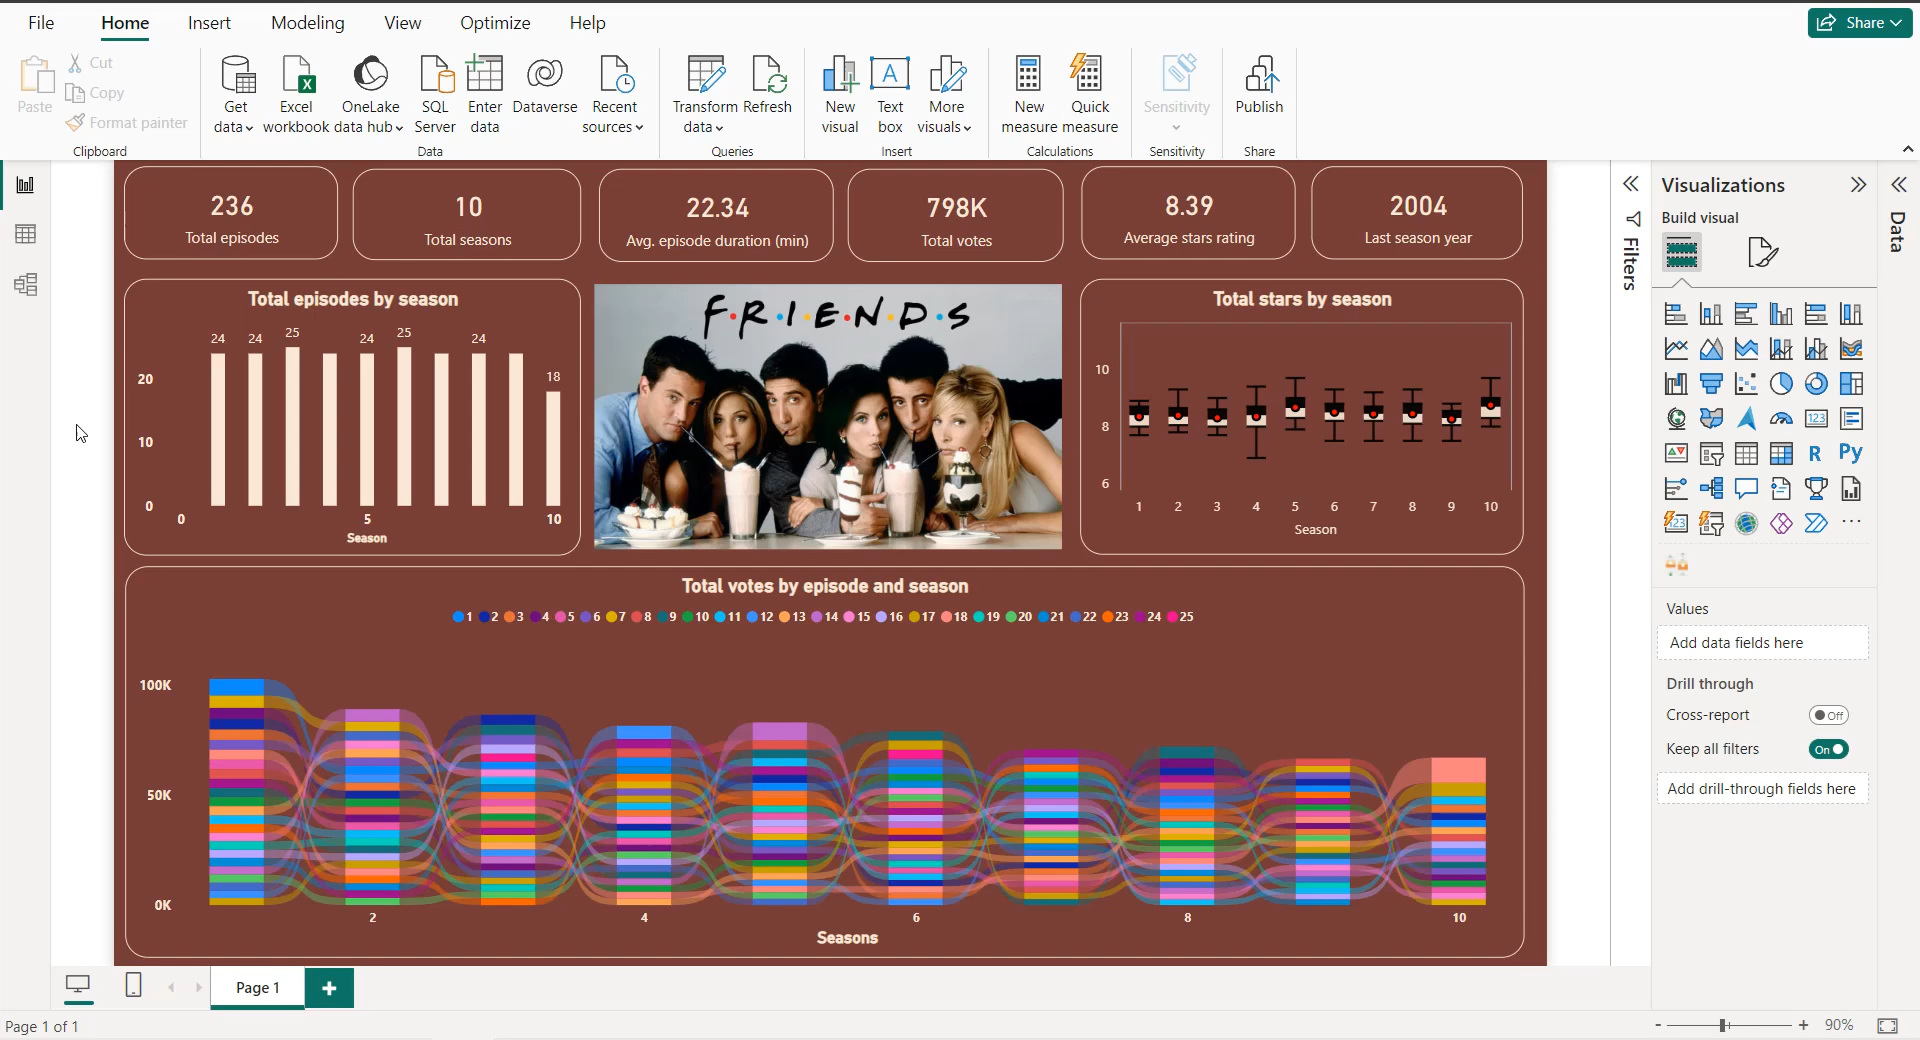 File Home Insert Modeling View Optimize Help Share
Paste Cut
Copy
Format painter
Clipboard
Get data
Excel workbook
OneLake data hub
SQL Server
Enter data
Dataverse
Recent sources
Data
Transform data
Refresh
Queries
New visual
Text box
More visuals
Insert
New measure
Quick measure
Calculations
Sensitivity
Sensitivity
Publish
Share
236
Total episodes
10
Total seasons
22.34
Avg. episode duration (min)
798K
Total votes
8.39
Average stars rating
2004
Last season year
Total episodes by season
24 24 25 24 25 24 18
20
10
0
0 5 10
Season
F·R·I·E·N·D·S
Total stars by season
10
8
6
1 2 3 4 5 6 7 8 9 10
Season
Total votes by episode and season
1 2 3 4 5 6 7 8 9 10 11 12 13 14 15 16 17 18 19 20 21 22 23 24 25
100K
50K
0K
2 4 6 8 10
Seasons
Filters
Visualizations
Build visual
123
R Py
123
Values
Add data fields here
Drill through
Cross-report Off
Keep all filters On
Add drill-through fields here
Data
Page 1
Page 1 of 1
- + 90%